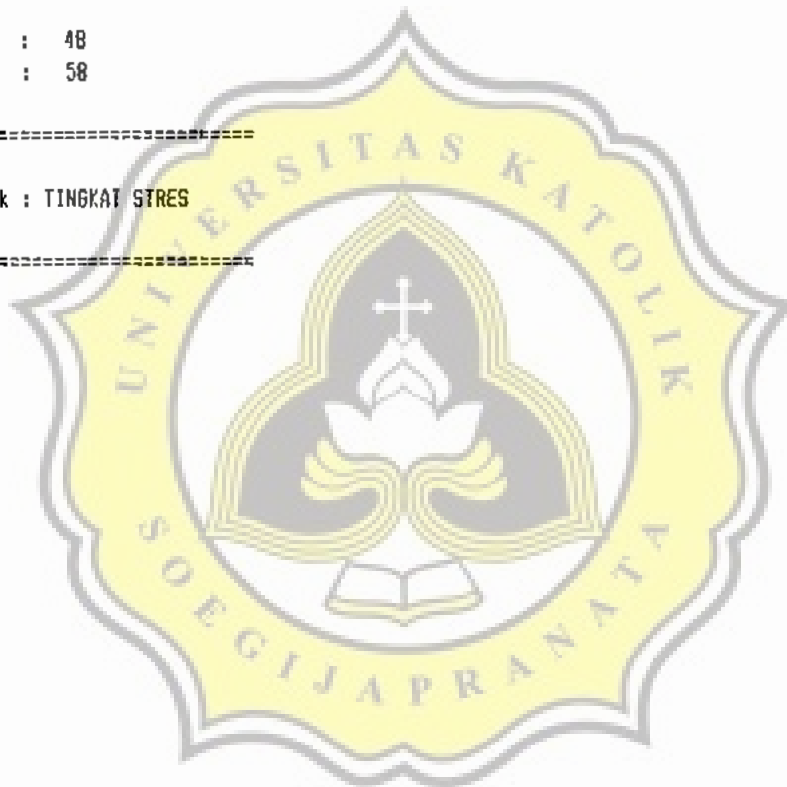 : 48
: 58
=======================
k : TINGKAT STRES
=======================
UNIVERSITAS KATOLIK
SOEGIJAPRANATA